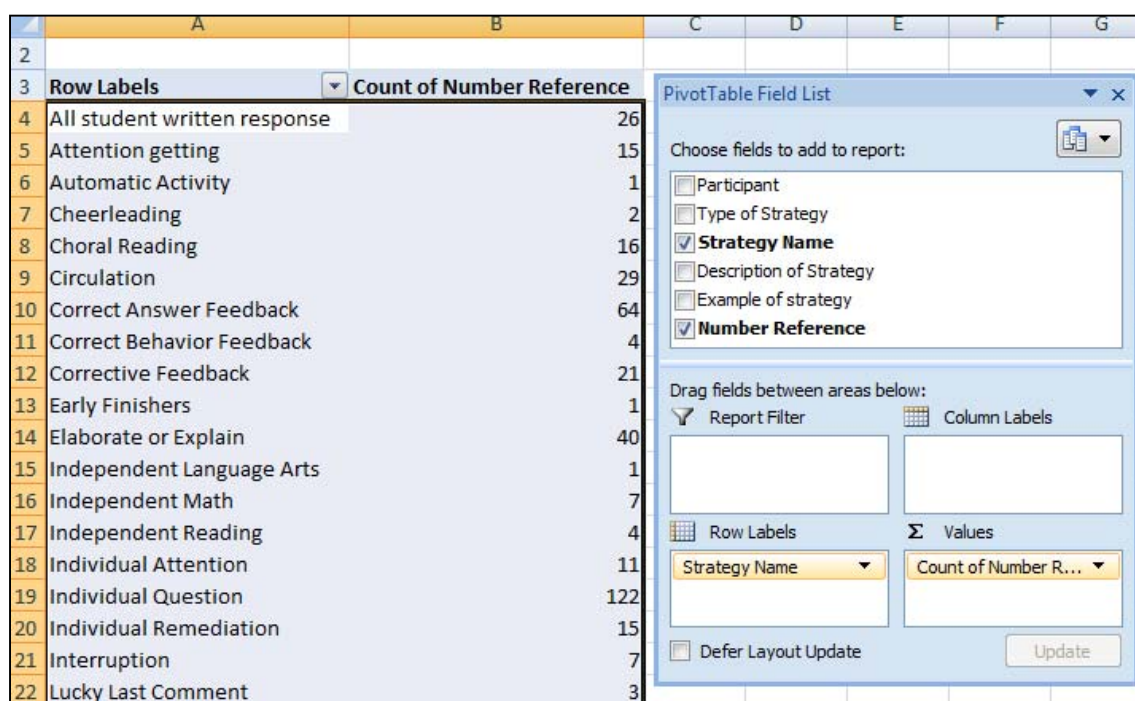 A B C D E F G
2
3 Row Labels Count of Number Reference
4 All student written response 26
5 Attention getting 15
6 Automatic Activity 1
7 Cheerleading 2
8 Choral Reading 16
9 Circulation 29
10 Correct Answer Feedback 64
11 Correct Behavior Feedback 4
12 Corrective Feedback 21
13 Early Finishers 1
14 Elaborate or Explain 40
15 Independent Language Arts 1
16 Independent Math 7
17 Independent Reading 4
18 Individual Attention 11
19 Individual Question 122
20 Individual Remediation 15
21 Interruption 7
22 Lucky Last Comment 3
PivotTable Field List
Choose fields to add to report:
Participant
Type of Strategy
Strategy Name
Description of Strategy
Example of strategy
Number Reference
Drag fields between areas below:
Report Filter Column Labels
Row Labels Σ Values
Strategy Name Count of Number R...
Defer Layout Update Update